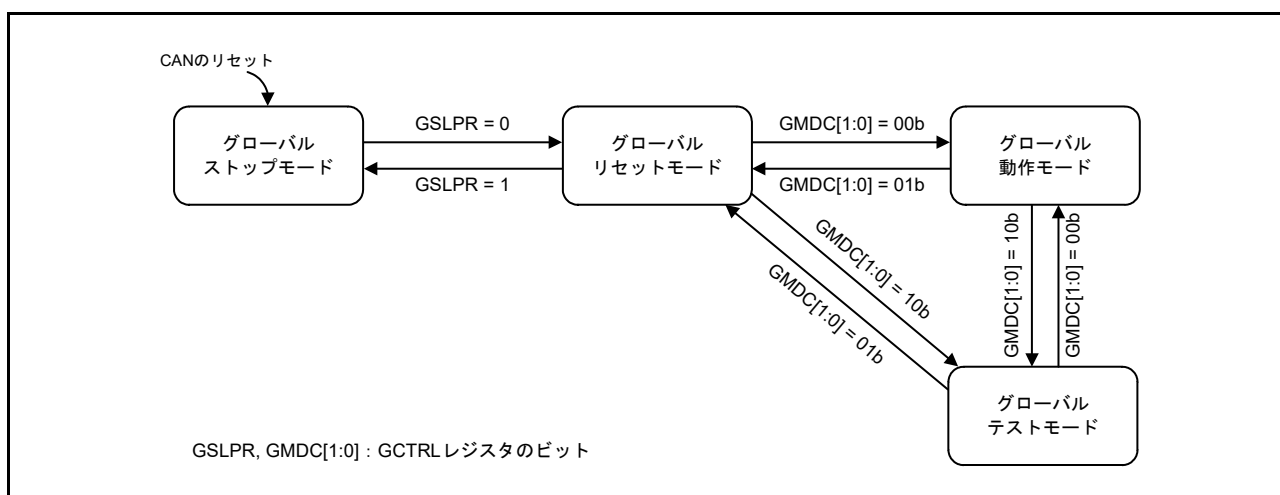 CANのリセット
グローバル
ストップモード
GSLPR = 0
GSLPR = 1
グローバル
リセットモード
GMDC[1:0] = 00b
GMDC[1:0] = 01b
グローバル
動作モード
GMDC[1:0] = 10b
GMDC[1:0] = 01b
GMDC[1:0] = 10b
GMDC[1:0] = 00b
グローバル
テストモード
GSLPR, GMDC[1:0] : GCTRLレジスタのビット